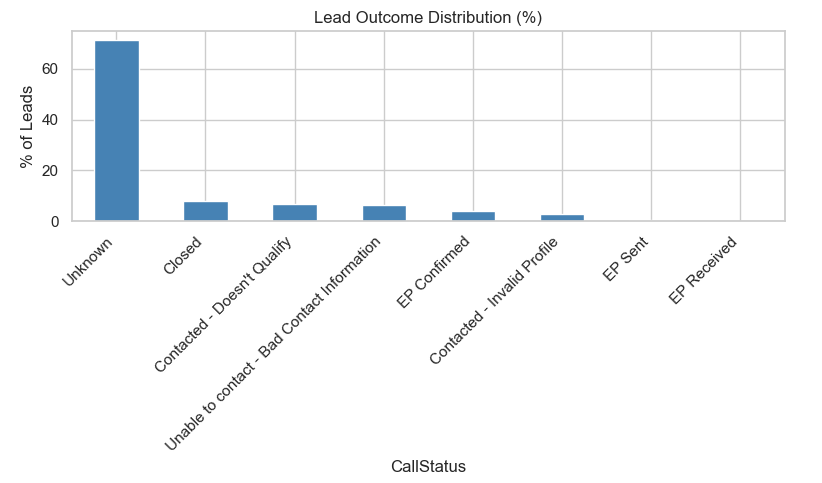 Lead Outcome Distribution (%)
% of Leads
60
40
20
0
Unknown
Closed
Contacted - Doesn't Qualify
Unable to contact - Bad Contact Information
EP Confirmed
Contacted - Invalid Profile
EP Sent
EP Received
CallStatus